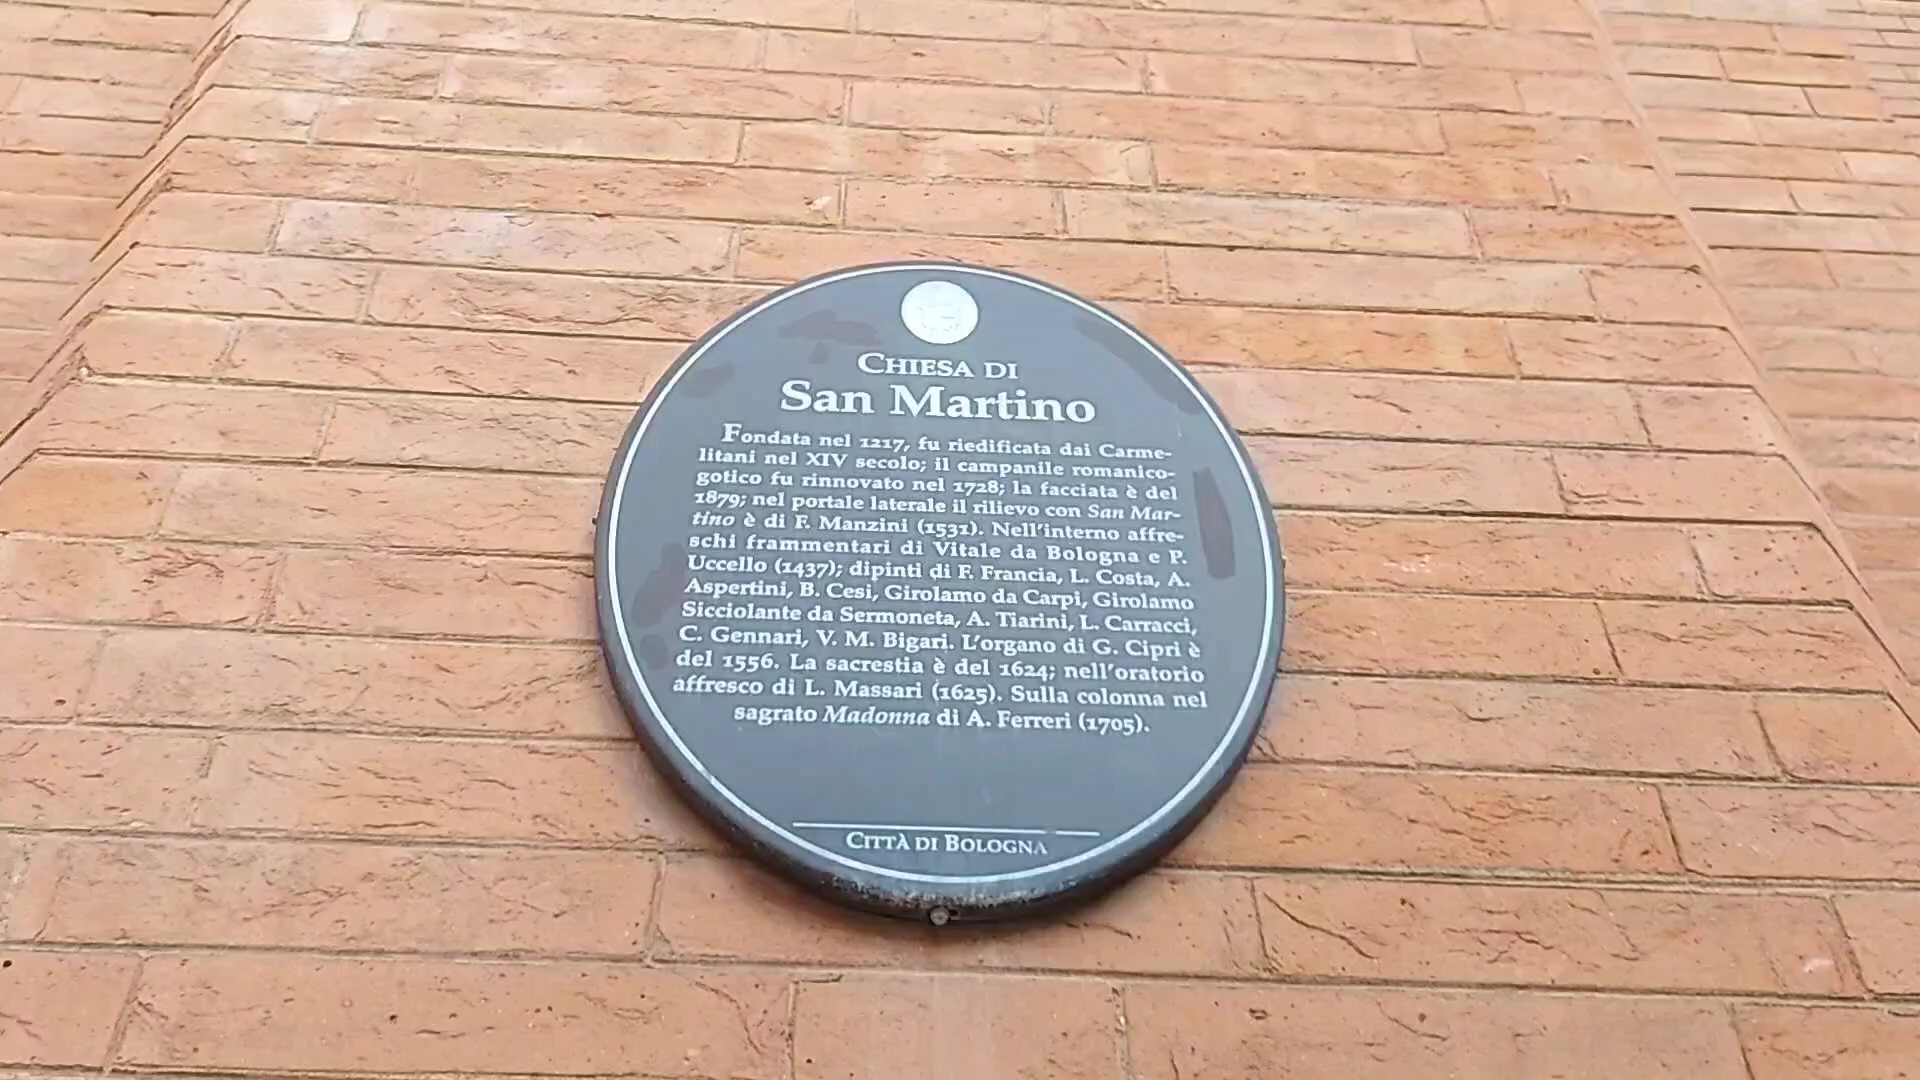 CHIESA DI
San Martino
Fondata nel 1217, fu riedificata dai Carme-
litani nel XIV secolo; il campanile romanico-
gotico fu rinnovato nel 1728; la facciata è del
1879; nel portale laterale il rilievo con San Mar-
tino è di F. Manzini (1531). Nell'interno affre-
schi frammentari di Vitale da Bologna e P.
Uccello (1437); dipinti di F. Francia, L. Costa, A.
Aspertini, B. Cesi, Girolamo da Carpi, Girolamo
Sicciolante da Sermoneta, A. Tiarini, L. Carracci,
C. Gennari, V. M. Bigari. L'organo di G. Cipri è
del 1556. La sacrestia è del 1624; nell'oratorio
affresco di L. Massari (1625). Sulla colonna nel
sagrato Madonna di A. Ferreri (1705).
CITTÀ DI BOLOGNA